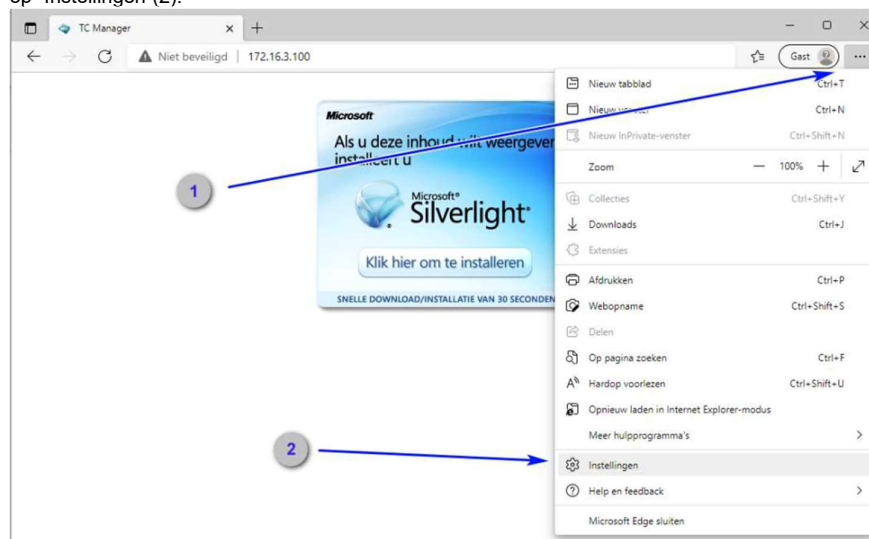 op "Instellingen (2).
TC Manager
Niet beveiligd | 172.16.3.100
Gast
Microsoft
Als u deze inhoud wilt weergeven
installeert u
Microsoft®
Silverlight
Klik hier om te installeren
SNELLE DOWNLOAD/INSTALLATIE VAN 30 SECONDEN
1
2
Nieuw tabblad Ctrl+T
Nieuw venster Ctrl+N
Nieuw InPrivate-venster Ctrl+Shift+N
Zoom — 100% +
Collecties Ctrl+Shift+Y
Downloads Ctrl+J
Extensies
Afdrukken Ctrl+P
Webopname Ctrl+Shift+S
Delen
Op pagina zoeken Ctrl+F
Hardop voorlezen Ctrl+Shift+U
Opnieuw laden in Internet Explorer-modus
Meer hulpprogramma's
Instellingen
Help en feedback
Microsoft Edge sluiten